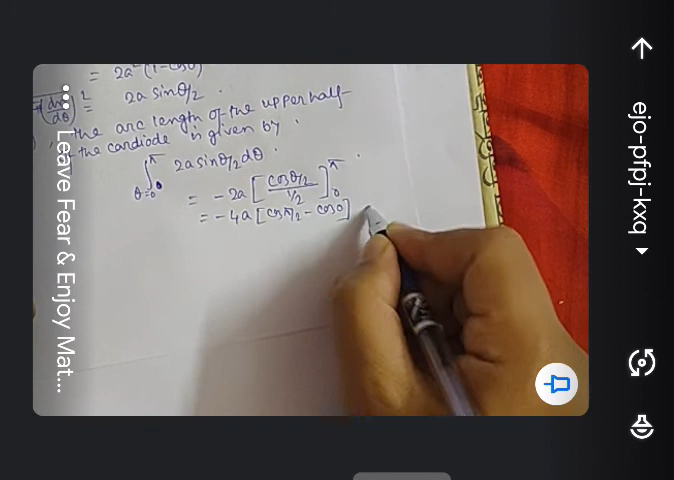 = 2a² (1-cosθ)
(dr/dθ)² = 2a sinθ/2 .
, the arc length of the upper half
of the cardiode is given by .
∫_{θ=0}^{π} 2a sinθ/2 dθ .
= -2a [cosθ/2 / 1/2]_0^π .
= -4a [cosπ/2 - cos0]
... Leave Fear & Enjoy Mat...
ejo-pfpj-kxq